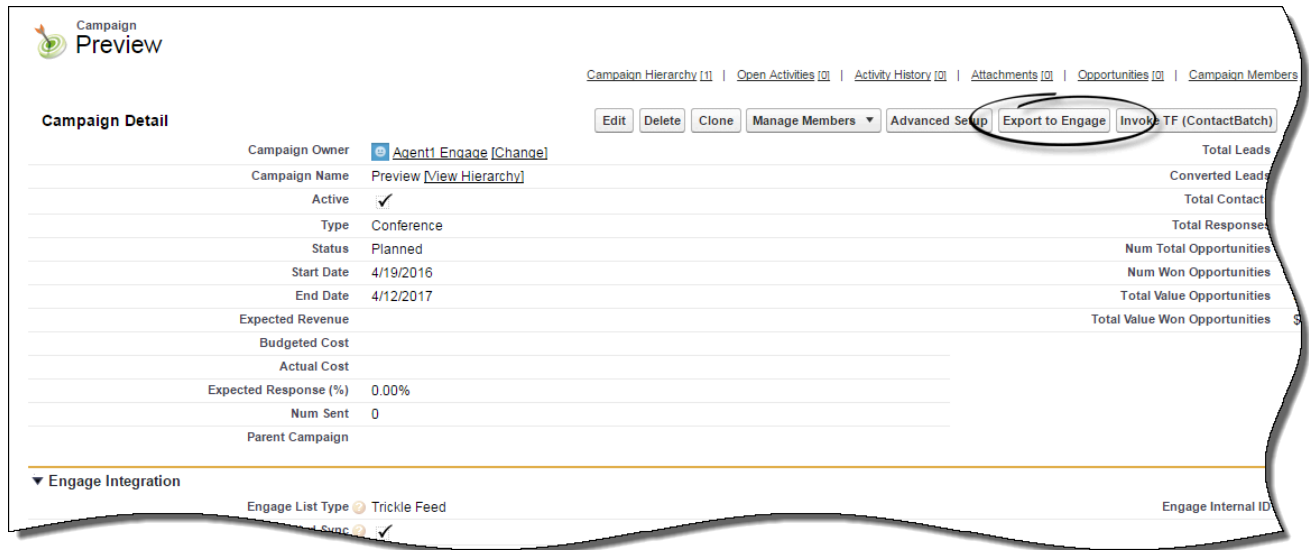 Campaign
Preview
Campaign Hierarchy [1] | Open Activities [0] | Activity History [0] | Attachments [0] | Opportunities [0] | Campaign Members
Campaign Detail Edit Delete Clone Manage Members ▼ Advanced Setup Export to Engage Invoke TF (ContactBatch)
Campaign Owner Agent1 Engage [Change] Total Leads
Campaign Name Preview [View Hierarchy] Converted Leads
Active ✓ Total Contact
Type Conference Total Responses
Status Planned Num Total Opportunities
Start Date 4/19/2016 Num Won Opportunities
End Date 4/12/2017 Total Value Opportunities
Expected Revenue Total Value Won Opportunities $
Budgeted Cost
Actual Cost
Expected Response (%) 0.00%
Num Sent 0
Parent Campaign
▼ Engage Integration
Engage List Type ? Trickle Feed Engage Internal ID
Sync ? ✓